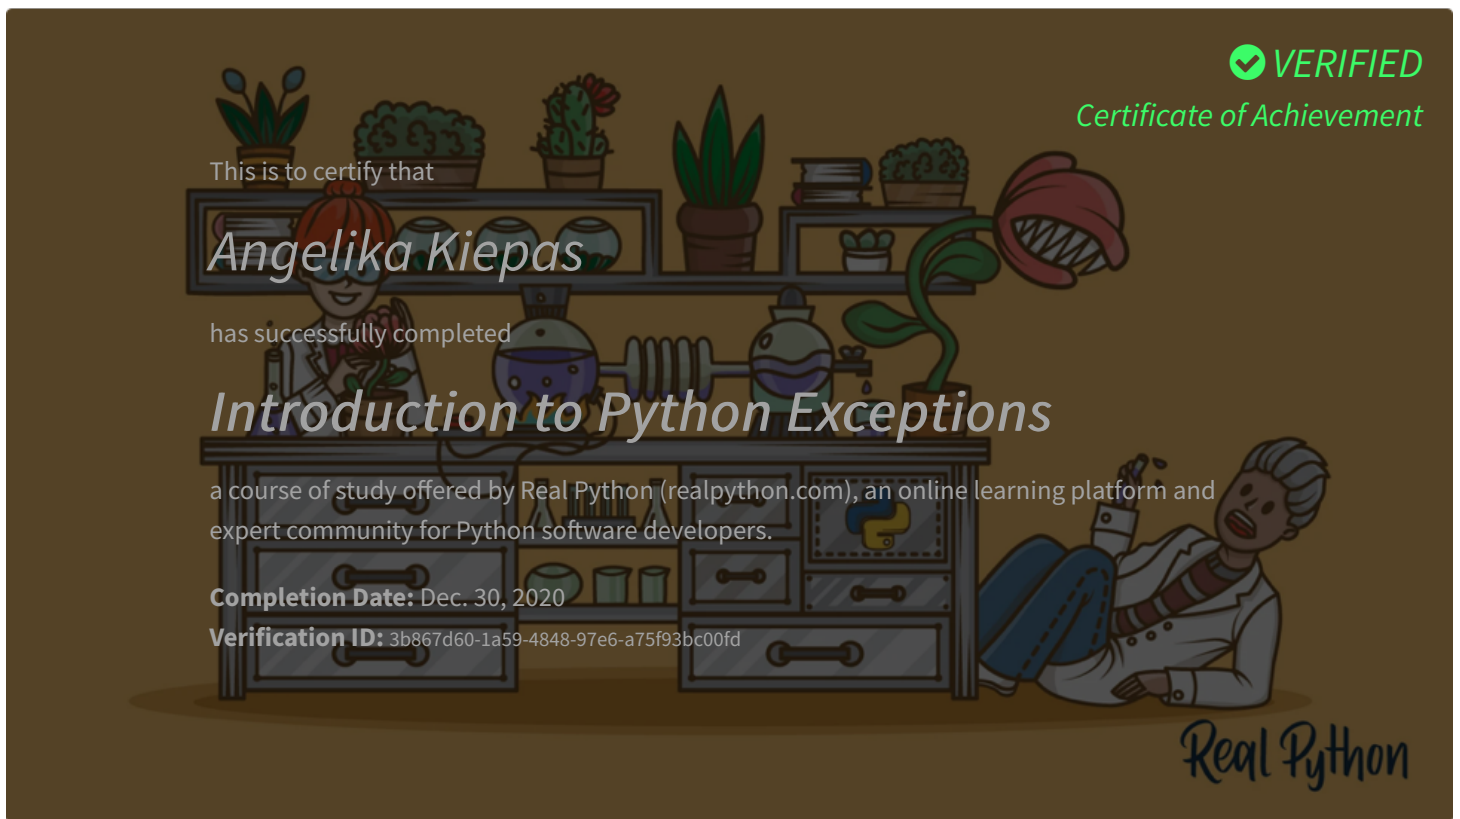 VERIFIED
Certificate of Achievement
This is to certify that
Angelika Kiepas
has successfully completed
Introduction to Python Exceptions
a course of study offered by Real Python (realpython.com), an online learning platform and
expert community for Python software developers.
Completion Date: Dec. 30, 2020
Verification ID: 3b867d60-1a59-4848-97e6-a75f93bc00fd
Real Python